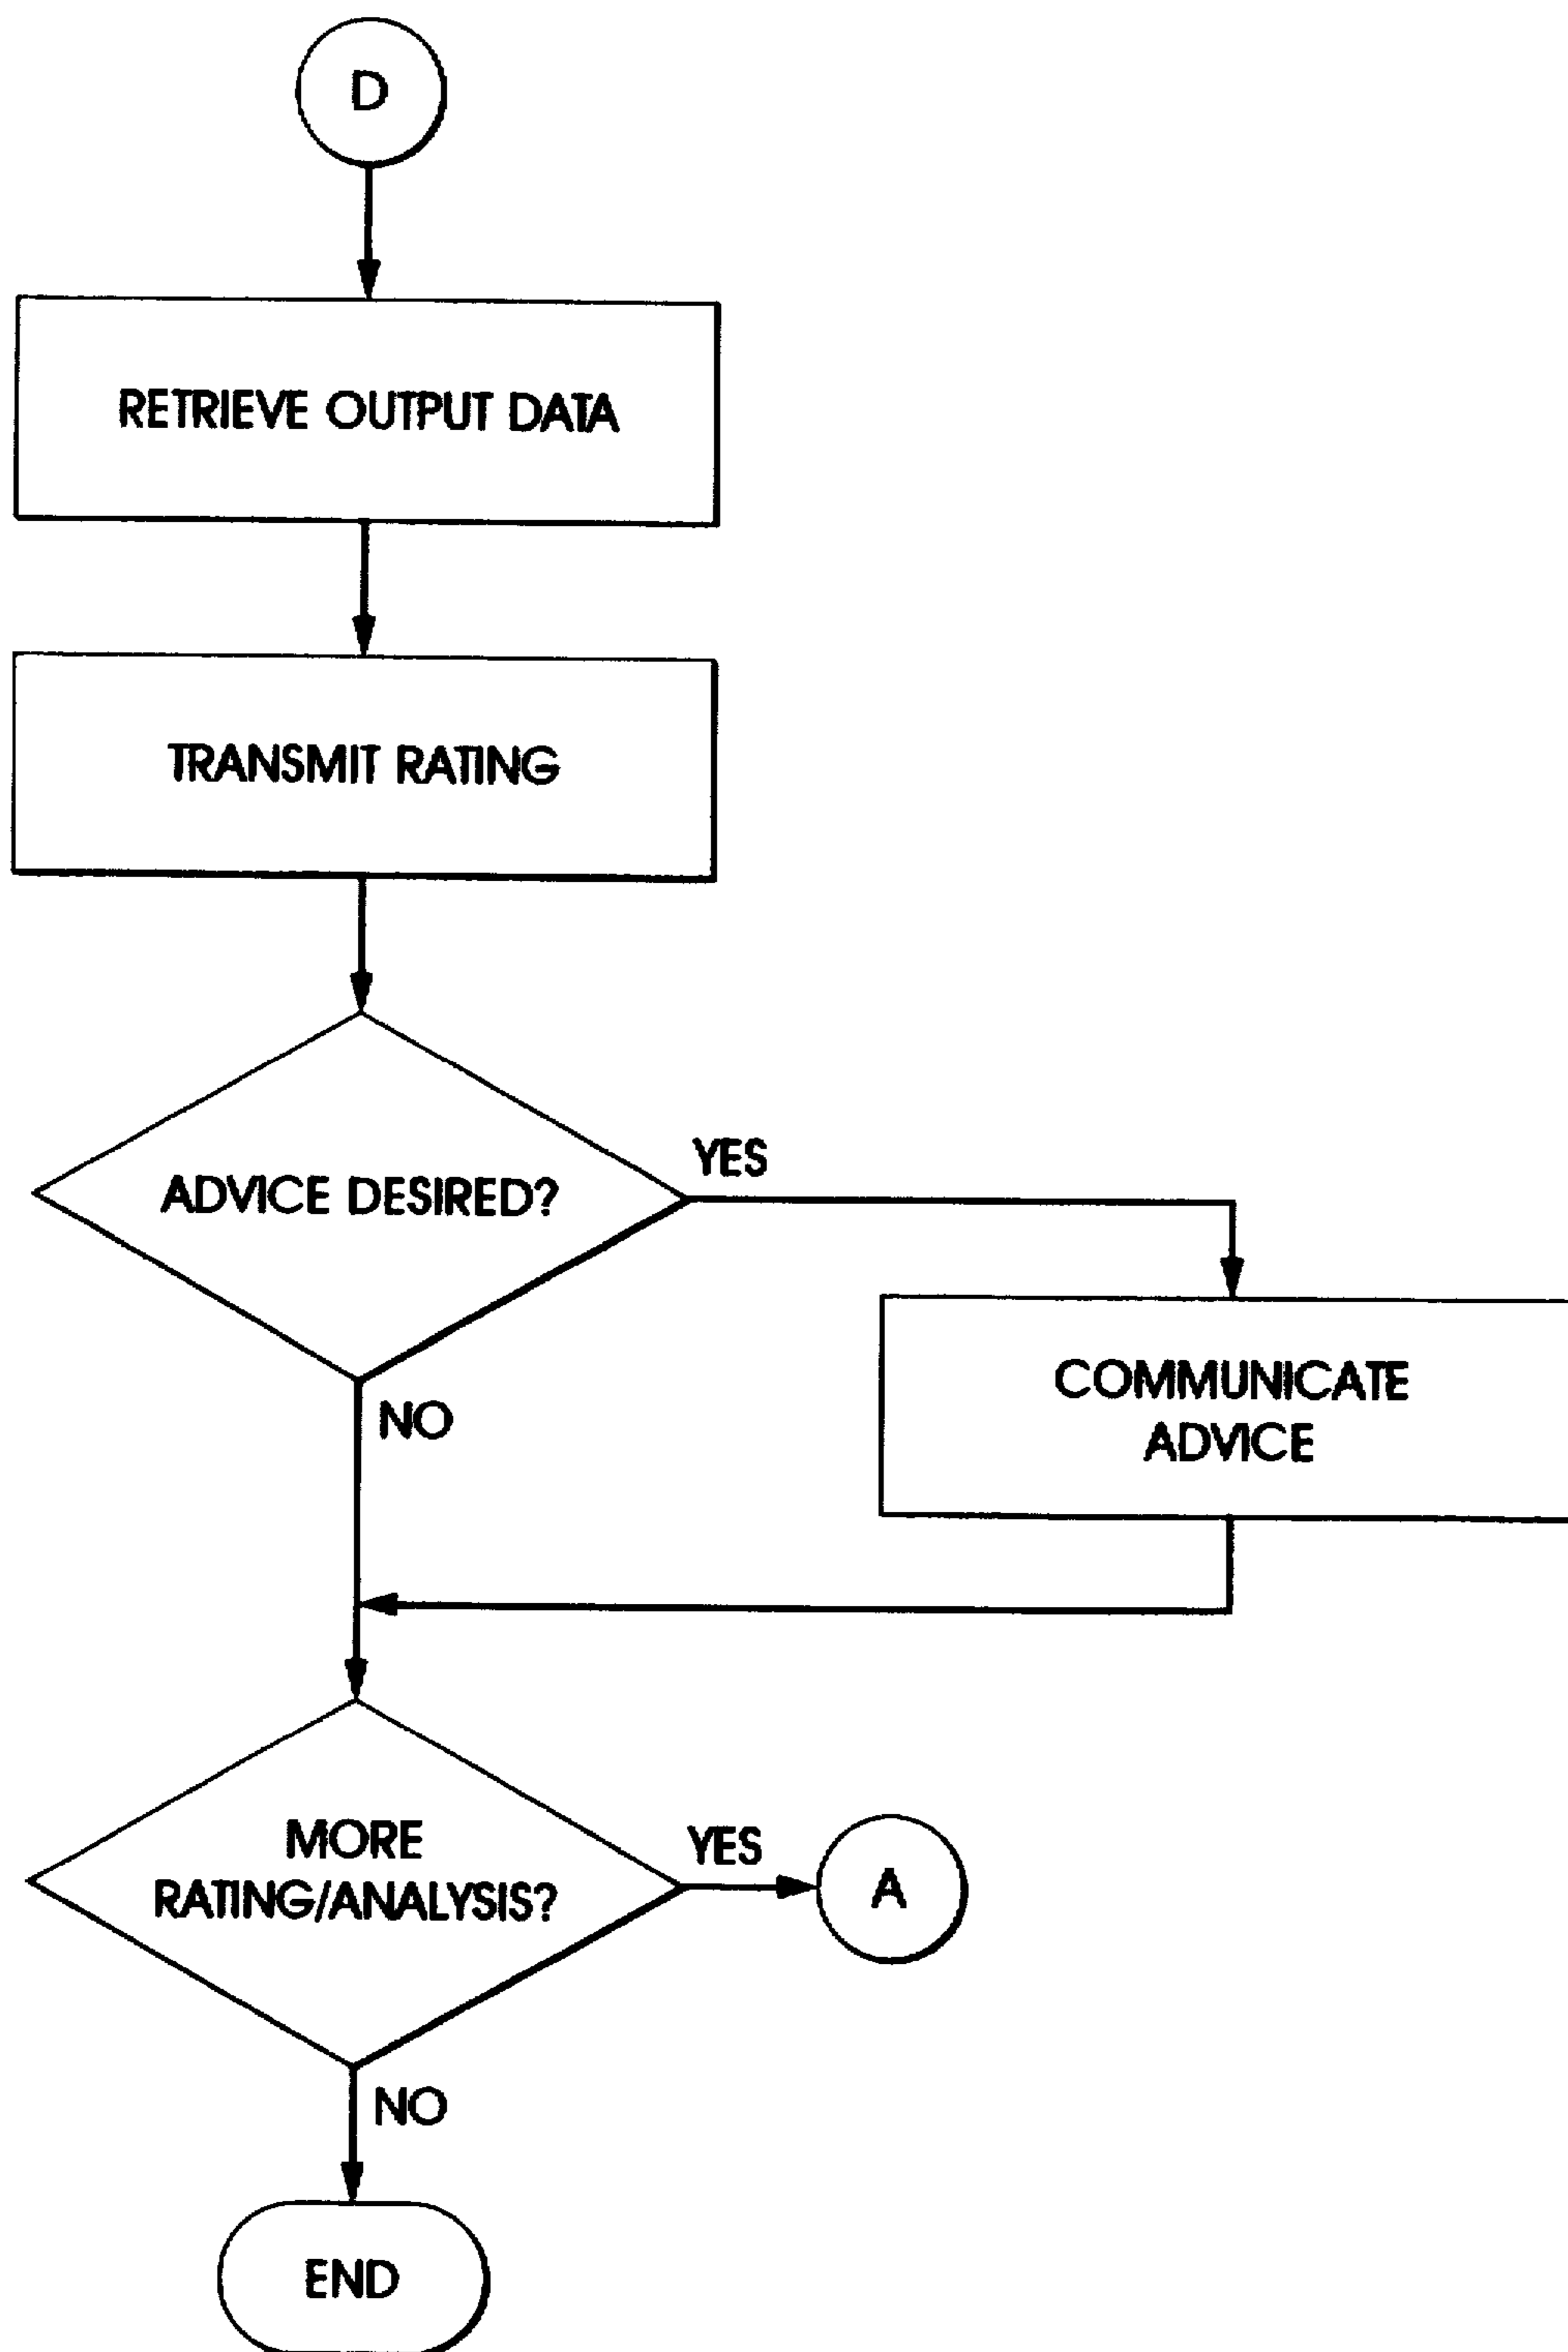 D
RETRIEVE OUTPUT DATA
TRANSMIT RATING
ADVICE DESIRED?
YES
COMMUNICATE
ADVICE
NO
MORE
RATING/ANALYSIS?
YES
A
NO
END